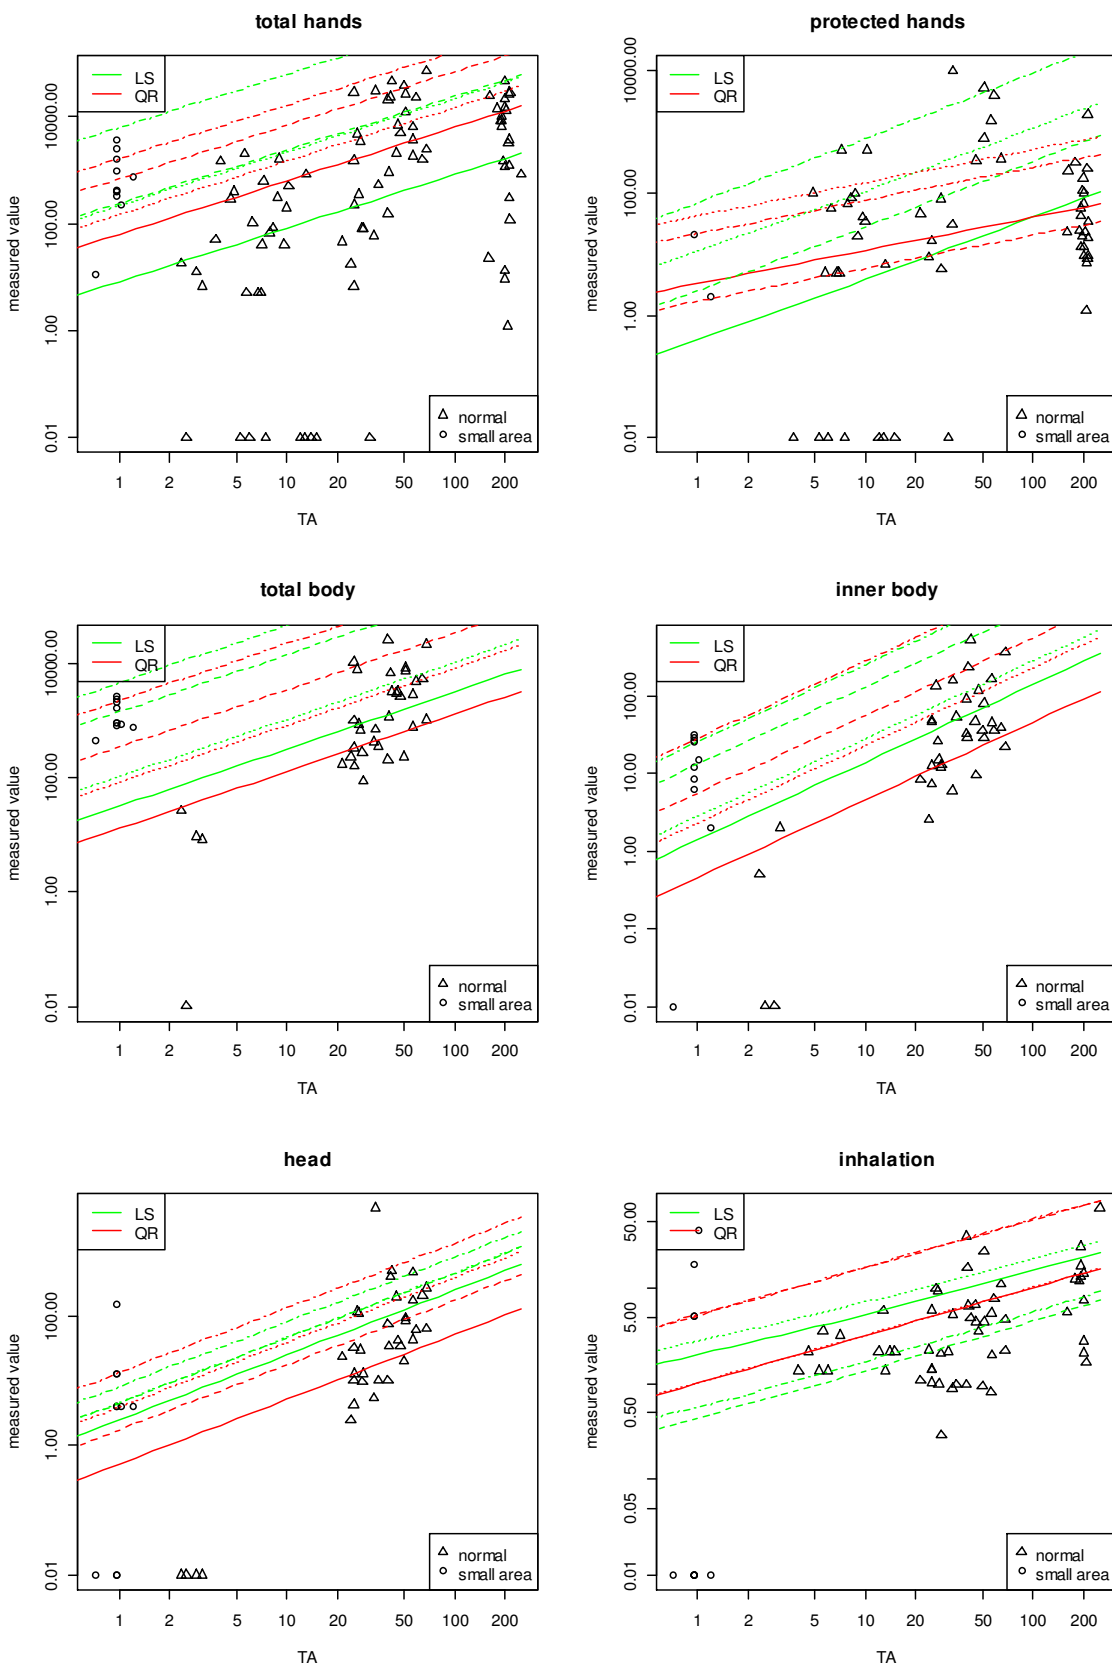 total hands
LS
QR
normal
small area
measured value
0.01
1.00
100.00
10000.00
1
2
5
10
20
50
100
200
TA
protected hands
LS
QR
normal
small area
measured value
0.01
1.00
100.00
10000.00
1
2
5
10
20
50
100
200
TA
total body
LS
QR
normal
small area
measured value
0.01
1.00
100.00
10000.00
1
2
5
10
20
50
100
200
TA
inner body
LS
QR
normal
small area
measured value
0.01
0.10
1.00
10.00
100.00
1
2
5
10
20
50
100
200
TA
head
LS
QR
normal
small area
measured value
0.01
1.00
100.00
1
2
5
10
20
50
100
200
TA
inhalation
LS
QR
normal
small area
measured value
0.01
0.05
0.50
5.00
50.00
1
2
5
10
20
50
100
200
TA